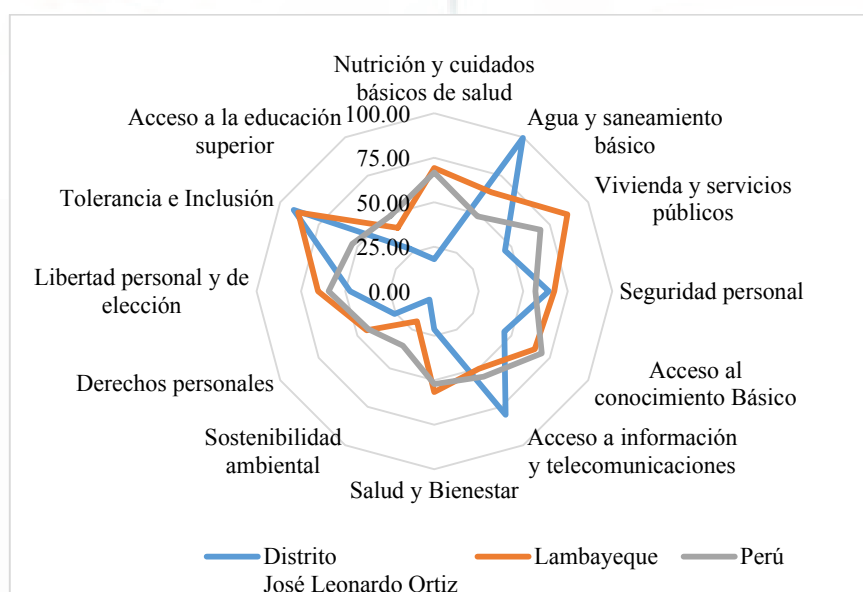 Nutrición y cuidados
básicos de salud
Agua y saneamiento
básico
Vivienda y servicios
públicos
Seguridad personal
Acceso al
conocimiento Básico
Acceso a información
y telecomunicaciones
Salud y Bienestar
Sostenibilidad
ambiental
Derechos personales
Libertad personal y de
elección
Tolerancia e Inclusión
Acceso a la educación
superior
100.00
75.00
50.00
25.00
0.00
Distrito
José Leonardo Ortiz
Lambayeque
Perú